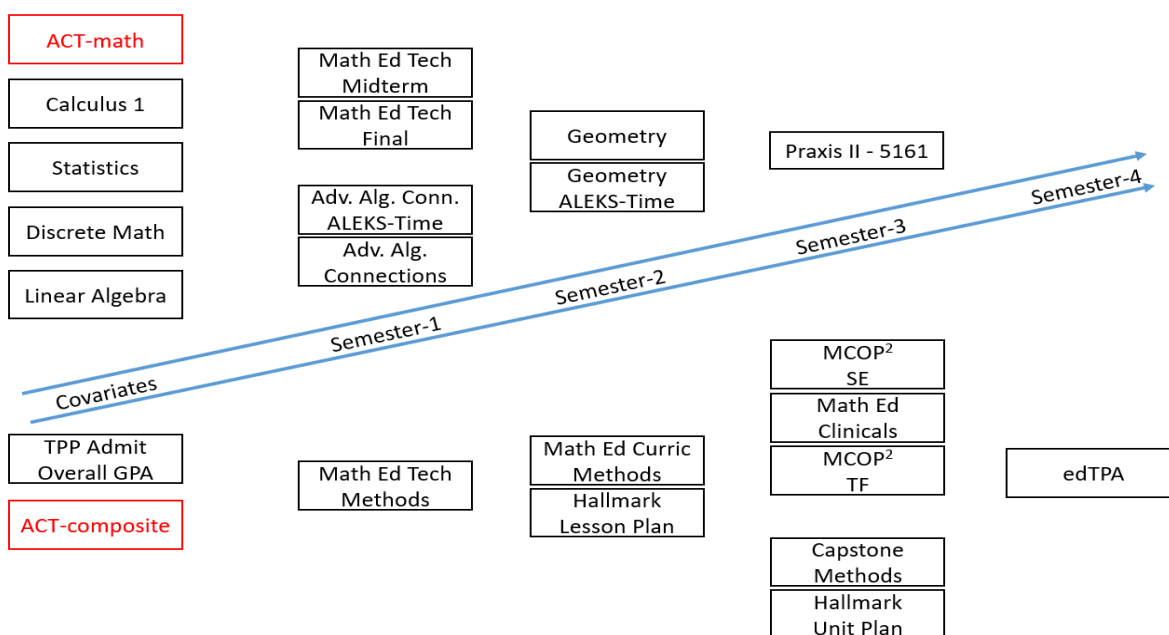 ACT-math
Calculus 1
Statistics
Discrete Math
Linear Algebra
Math Ed Tech
Midterm
Math Ed Tech
Final
Adv. Alg. Conn.
ALEKS-Time
Adv. Alg.
Connections
Geometry
Geometry
ALEKS-Time
Praxis II - 5161
Covariates
Semester-1
Semester-2
Semester-3
Semester-4
TPP Admit
Overall GPA
ACT-composite
Math Ed Tech
Methods
Math Ed Curric
Methods
Hallmark
Lesson Plan
MCOP²
SE
Math Ed
Clinicals
MCOP²
TF
Capstone
Methods
Hallmark
Unit Plan
edTPA